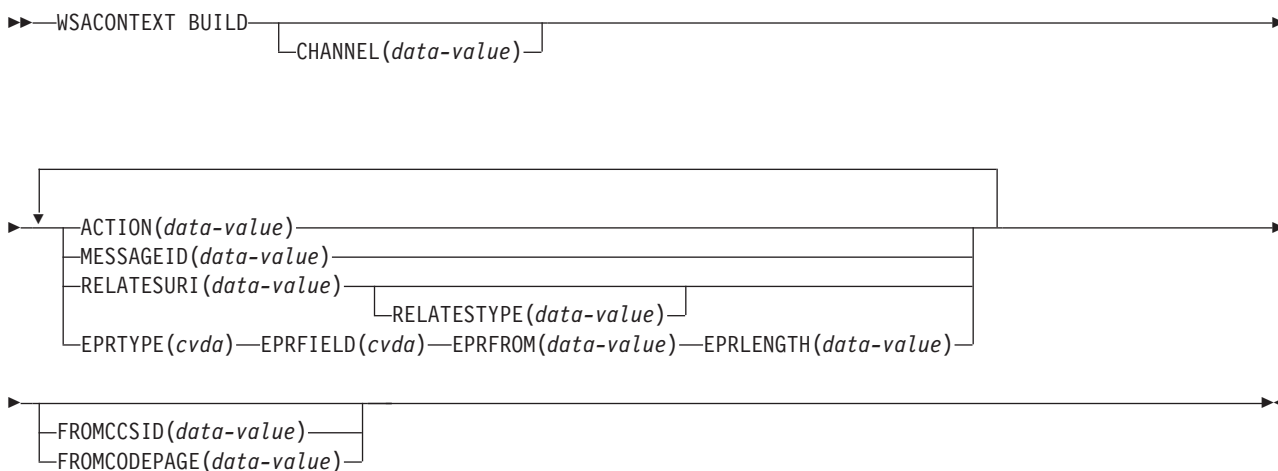 WSACONTEXT BUILD
CHANNEL(data-value)
ACTION(data-value)
MESSAGEID(data-value)
RELATESURI(data-value)
RELATESTYPE(data-value)
EPRTYPE(cvda) EPRFIELD(cvda) EPRFROM(data-value) EPRLENGTH(data-value)
FROMCCSID(data-value)
FROMCODEPAGE(data-value)